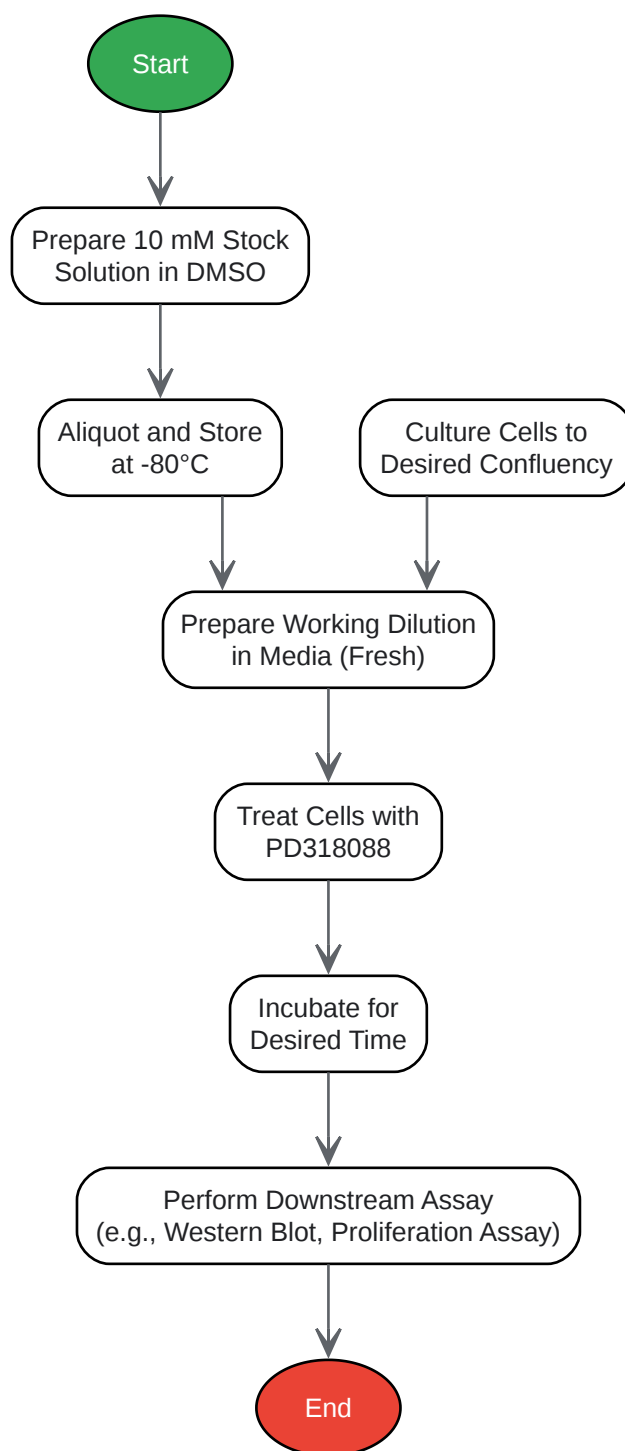 Start
Prepare 10 mM Stock
Solution in DMSO
Aliquot and Store
at -80°C
Culture Cells to
Desired Confluency
Prepare Working Dilution
in Media (Fresh)
Treat Cells with
PD318088
Incubate for
Desired Time
Perform Downstream Assay
(e.g., Western Blot, Proliferation Assay)
End